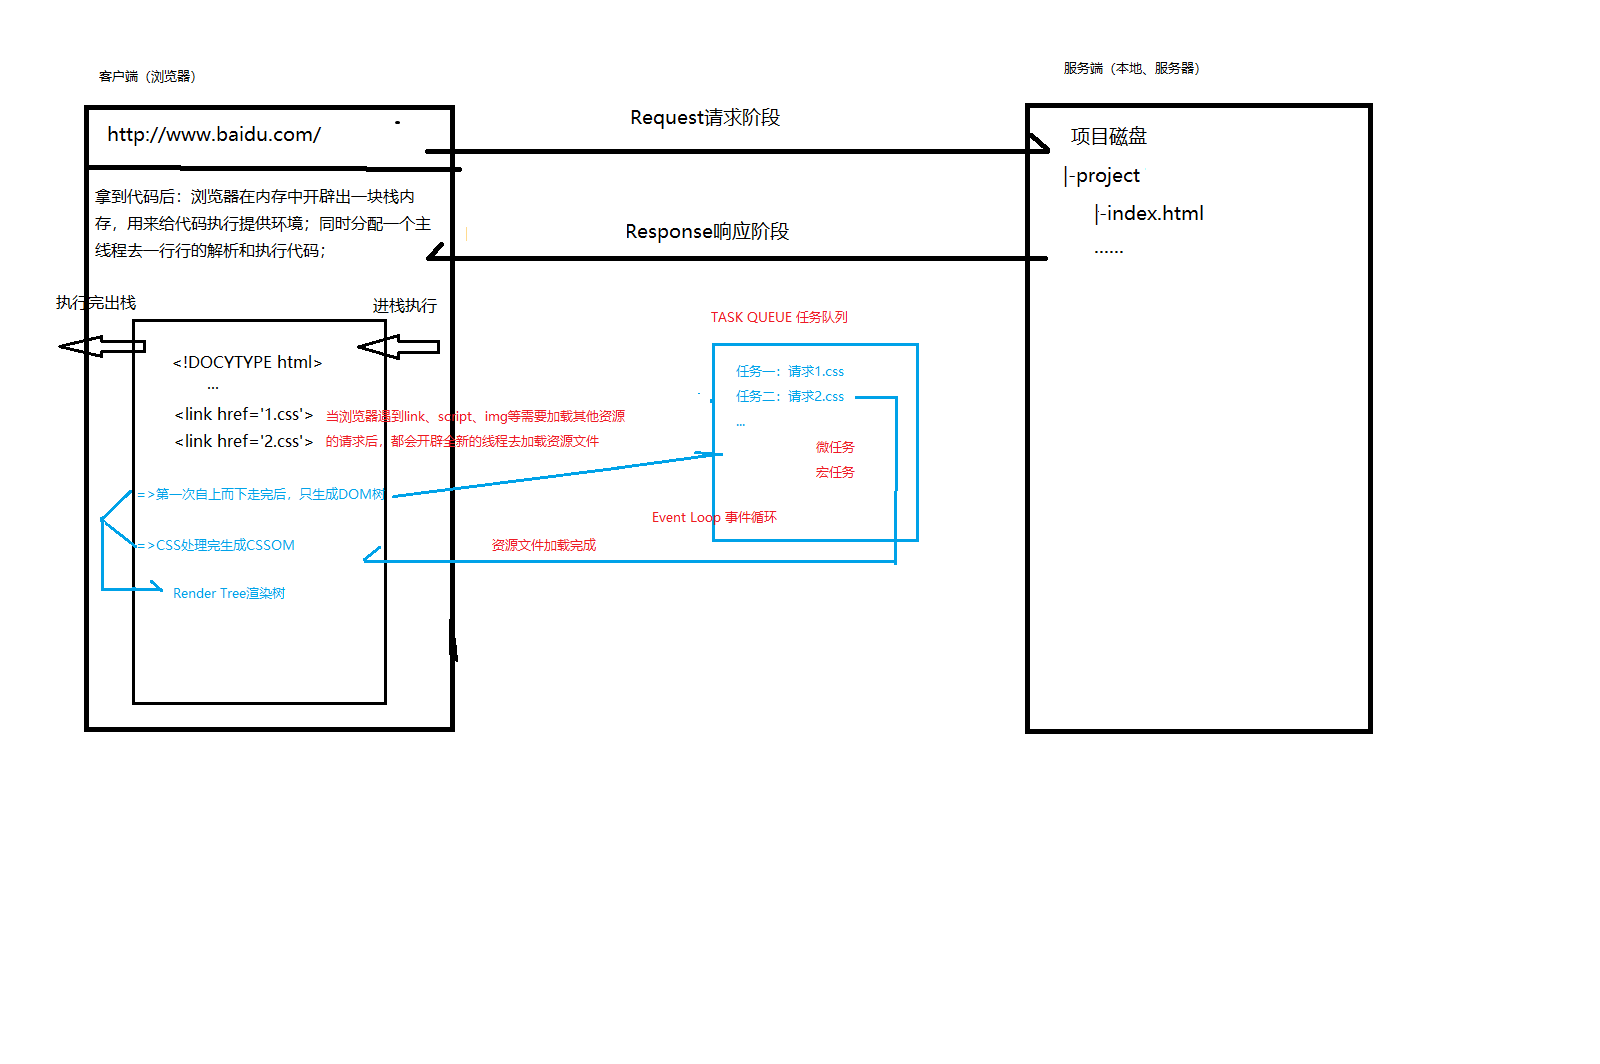 客户端（浏览器）
http://www.baidu.com/
拿到代码后：浏览器在内存中开辟出一块栈内
存，用来给代码执行提供环境；同时分配一个主
线程去一行行的解析和执行代码；
执行完出栈
进栈执行
<!DOCYTYPE html>
...
<link href='1.css'>
<link href='2.css'>
当浏览器遇到link、script、img等需要加载其他资源
的请求后，都会开辟全新的线程去加载资源文件
=>第一次自上而下走完后，只生成DOM树
=>CSS处理完生成CSSOM
Render Tree渲染树
Request请求阶段
Response响应阶段
TASK QUEUE 任务队列
任务一：请求1.css
任务二：请求2.css
...
微任务
宏任务
Event Loop 事件循环
资源文件加载完成
服务端（本地、服务器）
项目磁盘
|-project
|-index.html
......